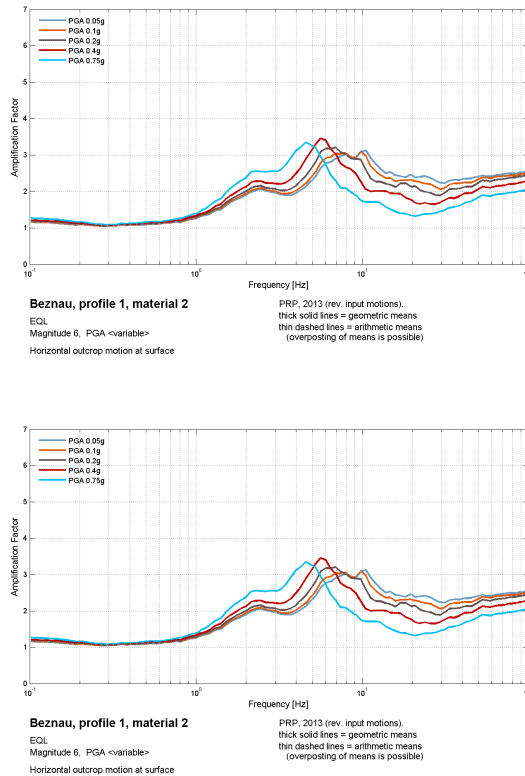 7
6
5
4
3
2
1
0
Amplification Factor
PGA 0.05g
PGA 0.1g
PGA 0.2g
PGA 0.4g
PGA 0.75g
10⁻¹ 10⁰ 10¹
Frequency [Hz]
Beznau, profile 1, material 2
EQL
Magnitude 6, PGA <variable>
Horizontal outcrop motion at surface
PRP, 2013 (rev. input motions).
thick solid lines = geometric means
thin dashed lines = arithmetic means
(overposting of means is possible)
7
6
5
4
3
2
1
0
Amplification Factor
PGA 0.05g
PGA 0.1g
PGA 0.2g
PGA 0.4g
PGA 0.75g
10⁻¹ 10⁰ 10¹
Frequency [Hz]
Beznau, profile 1, material 2
EQL
Magnitude 6, PGA <variable>
Horizontal outcrop motion at surface
PRP, 2013 (rev. input motions).
thick solid lines = geometric means
thin dashed lines = arithmetic means
(overposting of means is possible)